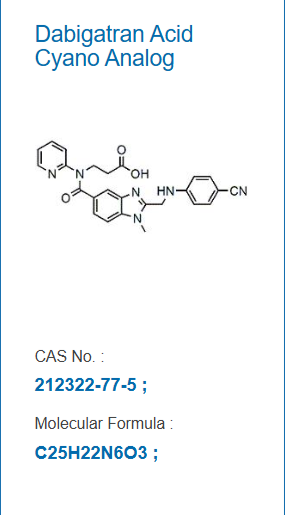 Dabigatran Acid
Cyano Analog
O
OH
N
N
O
N
HN
CN
N
CAS No. :
212322-77-5 ;
Molecular Formula :
C25H22N6O3 ;